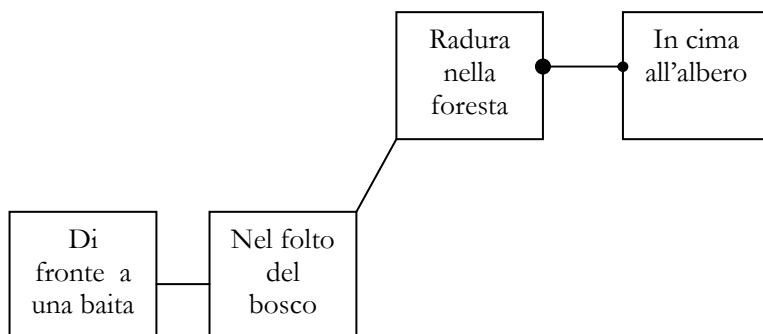 Radura
nella
foresta
In cima
all'albero
Di
fronte a
una baita
Nel folto
del
bosco